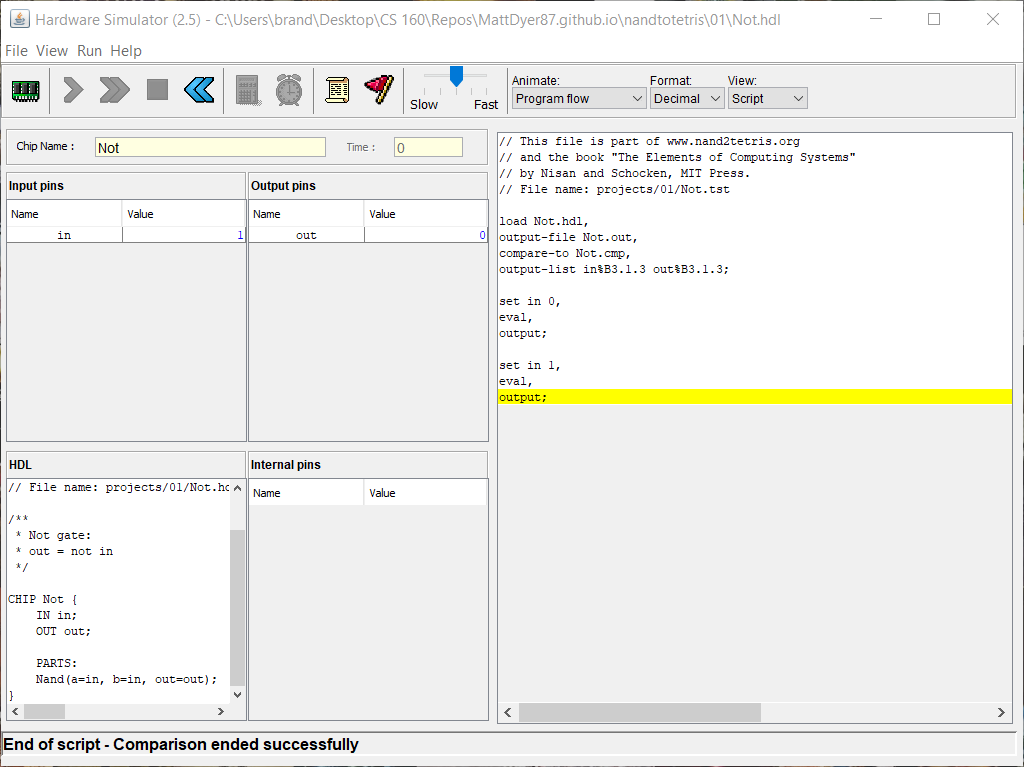 Hardware Simulator (2.5) - C:\Users\brand\Desktop\CS 160\Repos\MattDyer87.github.io\nandtotetris\01\Not.hdl
File View Run Help
Slow Fast
Animate: Format: View:
Program flow Decimal Script
Chip Name : Not Time : 0
Input pins
Name Value
in 1
Output pins
Name Value
out 0
HDL
// File name: projects/01/Not.hd
/**
 * Not gate:
 * out = not in
 */
CHIP Not {
    IN in;
    OUT out;
    PARTS:
    Nand(a=in, b=in, out=out);
}
Internal pins
Name Value
// This file is part of www.nand2tetris.org
// and the book "The Elements of Computing Systems"
// by Nisan and Schocken, MIT Press.
// File name: projects/01/Not.tst
load Not.hdl,
output-file Not.out,
compare-to Not.cmp,
output-list in%B3.1.3 out%B3.1.3;
set in 0,
eval,
output;
set in 1,
eval,
output;
End of script - Comparison ended successfully